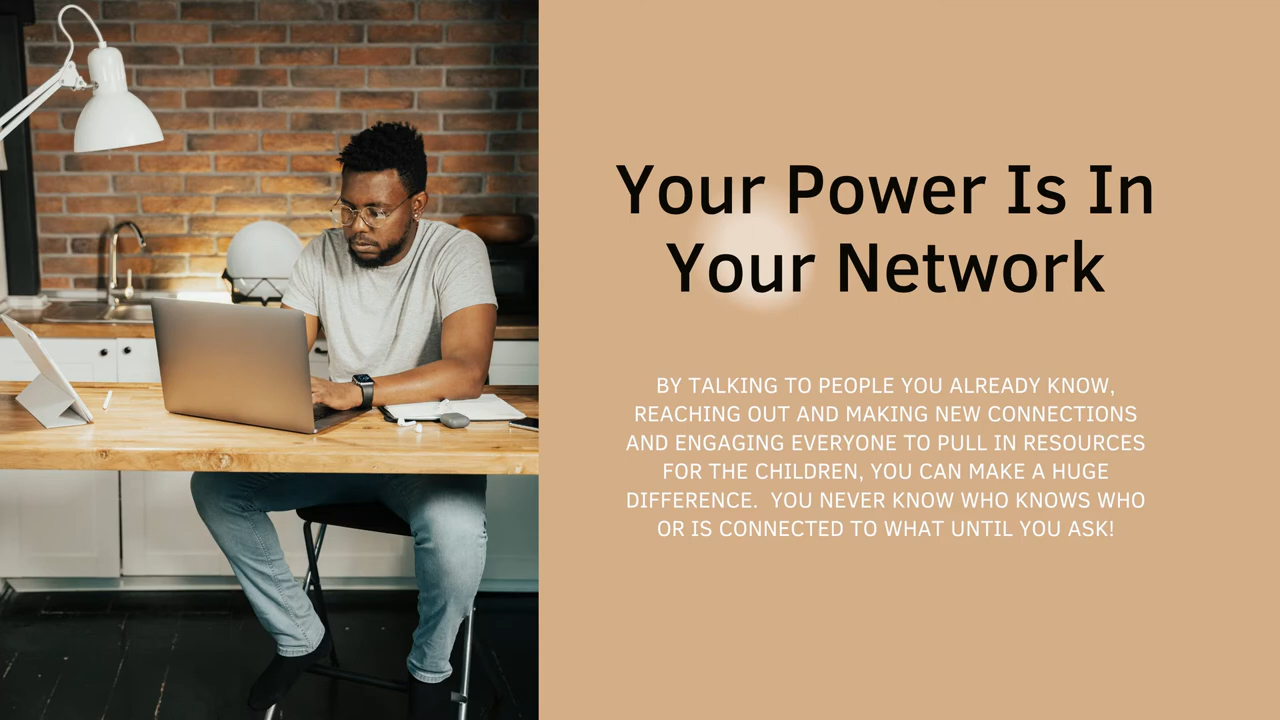 Your Power Is In
Your Network
BY TALKING TO PEOPLE YOU ALREADY KNOW,
REACHING OUT AND MAKING NEW CONNECTIONS
AND ENGAGING EVERYONE TO PULL IN RESOURCES
FOR THE CHILDREN, YOU CAN MAKE A HUGE
DIFFERENCE.  YOU NEVER KNOW WHO KNOWS WHO
OR IS CONNECTED TO WHAT UNTIL YOU ASK!